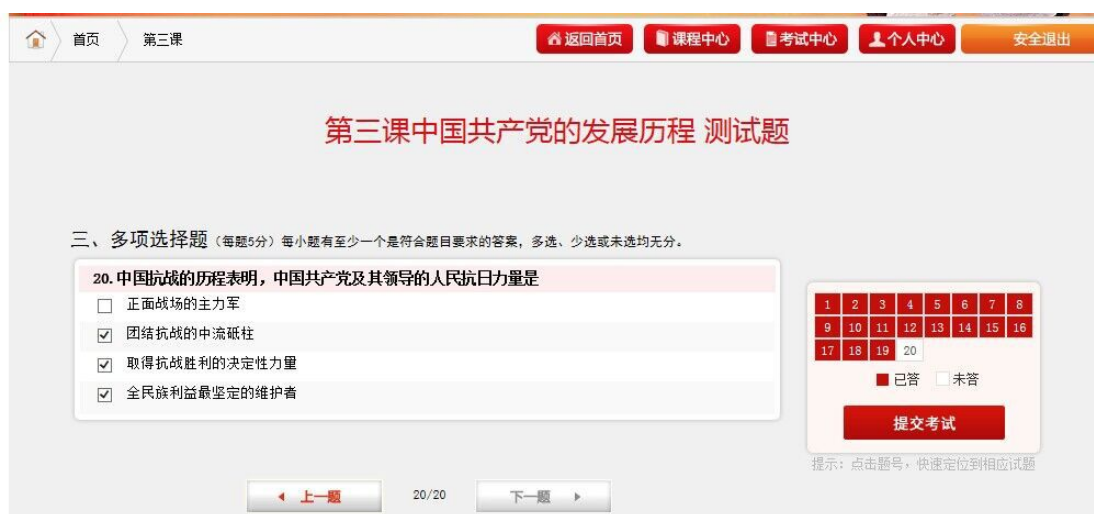 首页 第三课 返回首页 课程中心 考试中心 个人中心 安全退出
第三课中国共产党的发展历程 测试题
三、多项选择题（每题5分）每小题有至少一个是符合题目要求的答案，多选、少选或未选均无分。
20. 中国抗战的历程表明，中国共产党及其领导的人民抗日力量是
正面战场的主力军
团结抗战的中流砥柱
取得抗战胜利的决定性力量
全民族利益最坚定的维护者
1 2 3 4 5 6 7 8
9 10 11 12 13 14 15 16
17 18 19 20
已答 未答
提交考试
提示：点击题号，快速定位到相应试题
上一题 20/20 下一题